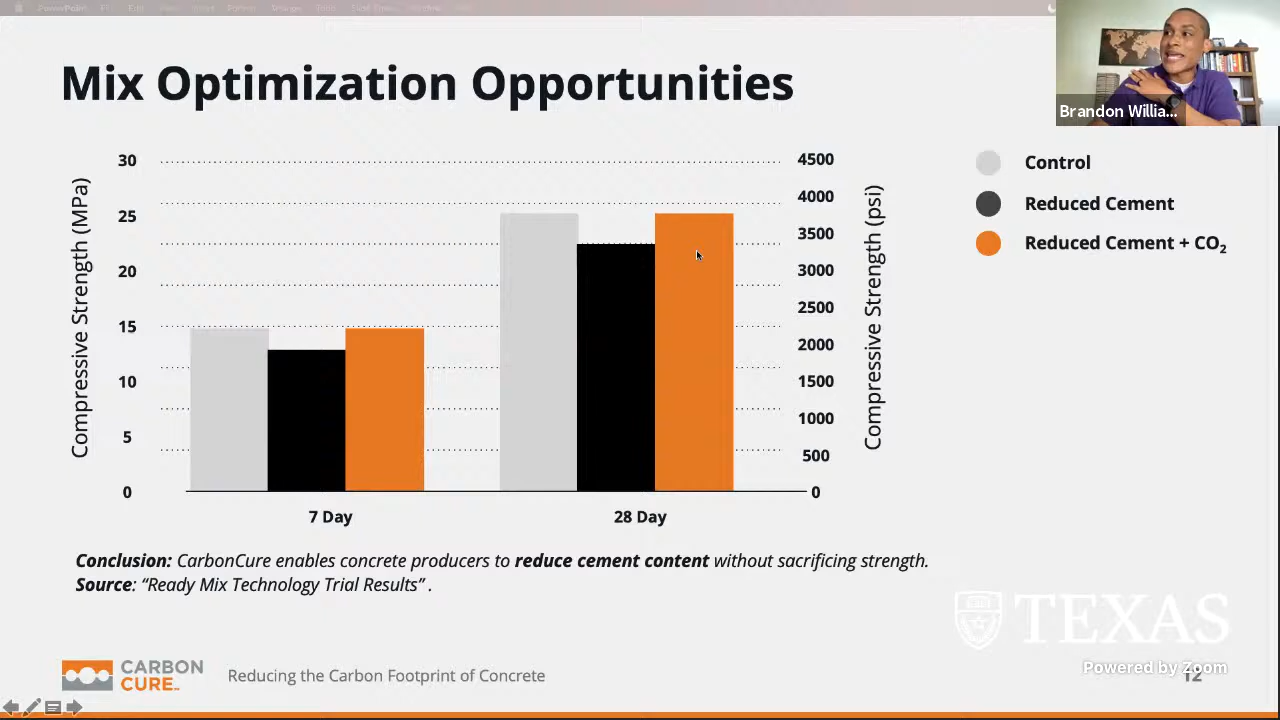 Mix Optimization Opportunities
Brandon Willia...
Compressive Strength (MPa)
30
25
20
15
10
5
0
4500
4000
3500
3000
2500
2000
1500
1000
500
0
Compressive Strength (psi)
Control
Reduced Cement
Reduced Cement + CO₂
7 Day
28 Day
Conclusion: CarbonCure enables concrete producers to reduce cement content without sacrificing strength.
Source: “Ready Mix Technology Trial Results” .
TEXAS
Powered by Zoom
CARBON
CURE™
Reducing the Carbon Footprint of Concrete
12